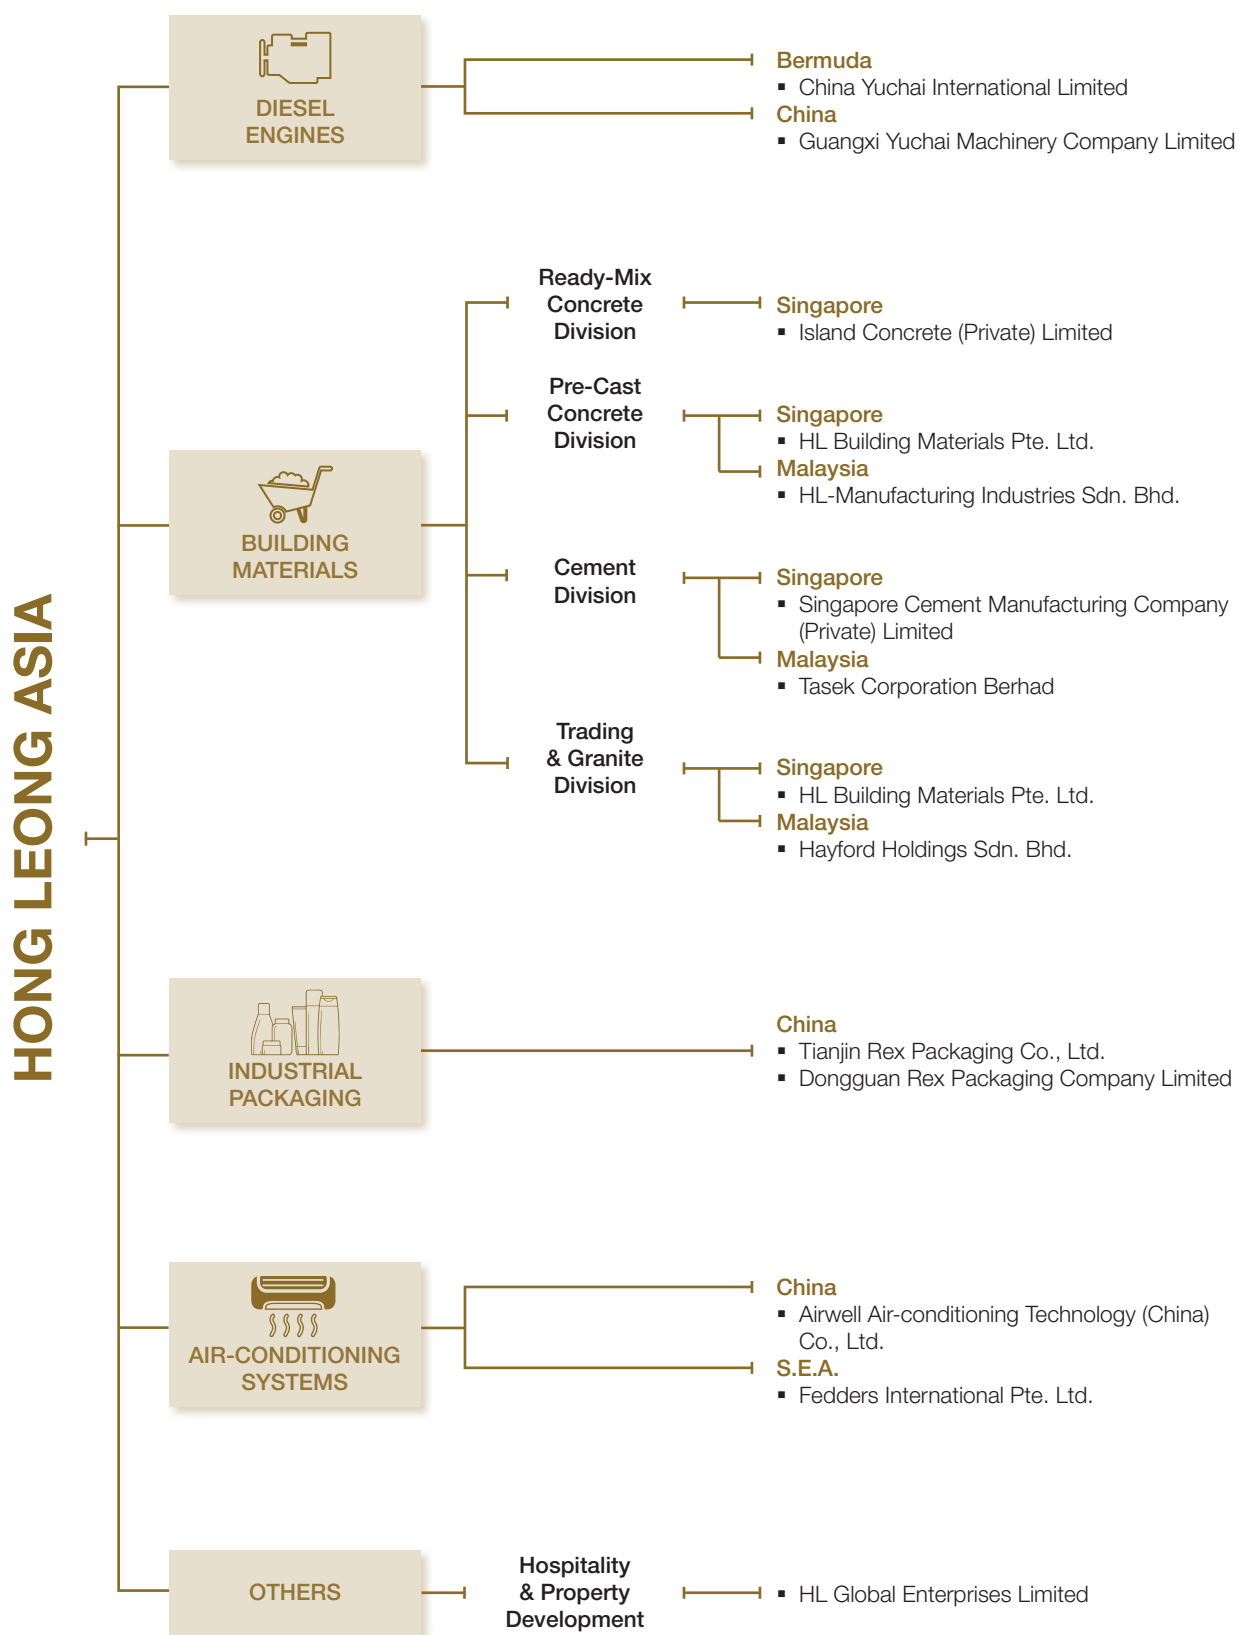 HONG LEONG ASIA
DIESEL
ENGINES
Bermuda
▪ China Yuchai International Limited
China
▪ Guangxi Yuchai Machinery Company Limited
BUILDING
MATERIALS
Ready-Mix
Concrete
Division
Singapore
▪ Island Concrete (Private) Limited
Pre-Cast
Concrete
Division
Singapore
▪ HL Building Materials Pte. Ltd.
Malaysia
▪ HL-Manufacturing Industries Sdn. Bhd.
Cement
Division
Singapore
▪ Singapore Cement Manufacturing Company
(Private) Limited
Malaysia
▪ Tasek Corporation Berhad
Trading
& Granite
Division
Singapore
▪ HL Building Materials Pte. Ltd.
Malaysia
▪ Hayford Holdings Sdn. Bhd.
INDUSTRIAL
PACKAGING
China
▪ Tianjin Rex Packaging Co., Ltd.
▪ Dongguan Rex Packaging Company Limited
AIR-CONDITIONING
SYSTEMS
China
▪ Airwell Air-conditioning Technology (China)
Co., Ltd.
S.E.A.
▪ Fedders International Pte. Ltd.
OTHERS
Hospitality
& Property
Development
▪ HL Global Enterprises Limited